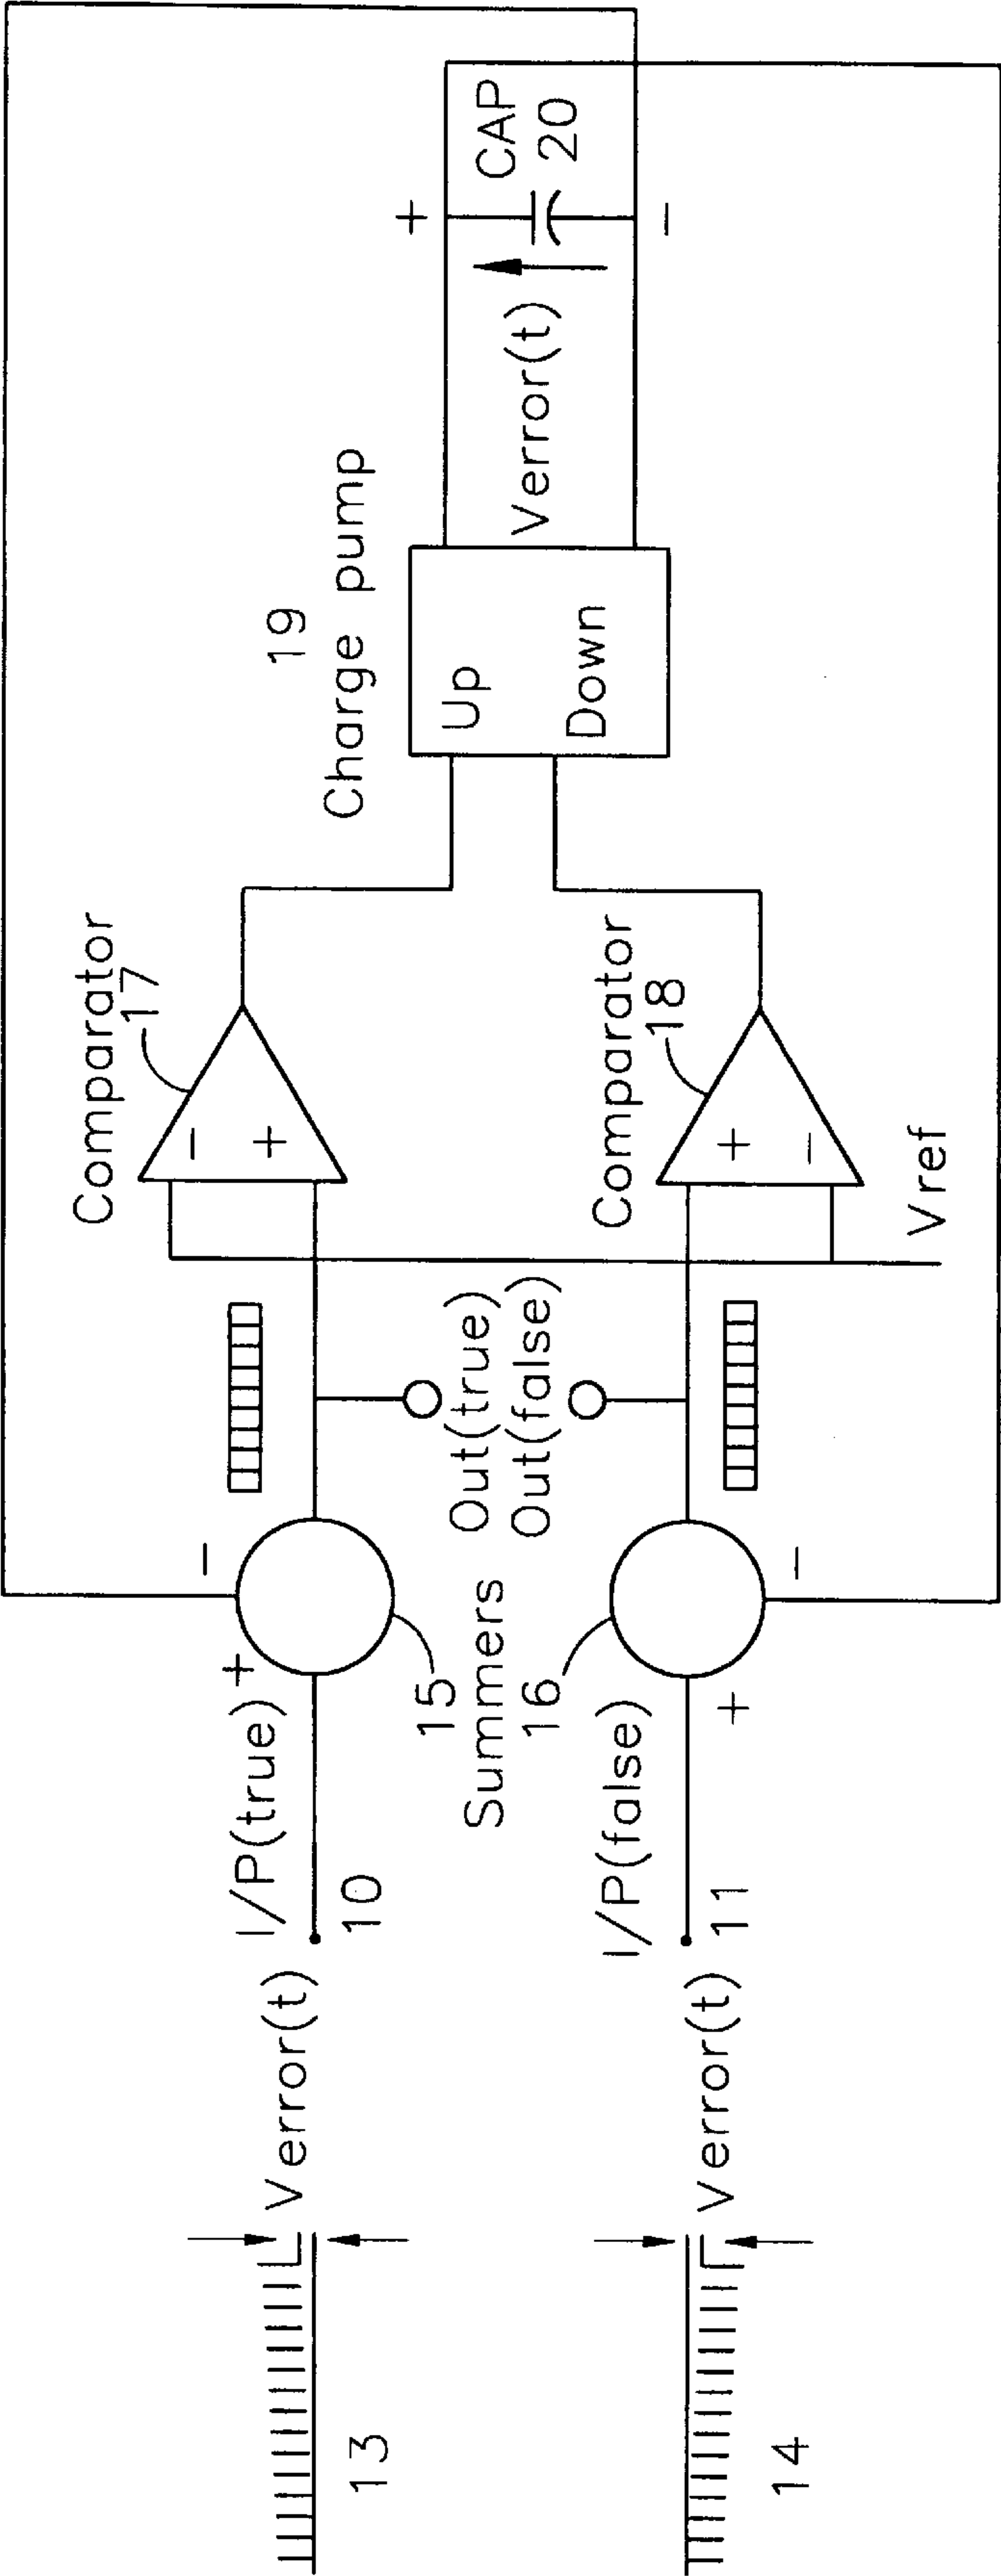 13
Verror(t)
I/P(true)
+
10
15
−
Summers
Out(true)
Out(false)
Comparator
17
−
+
19
Charge pump
Up
Down
Verror(t)
+
−
CAP
20
14
Verror(t)
I/P(false)
11
+
16
−
Comparator
18
+
−
Vref